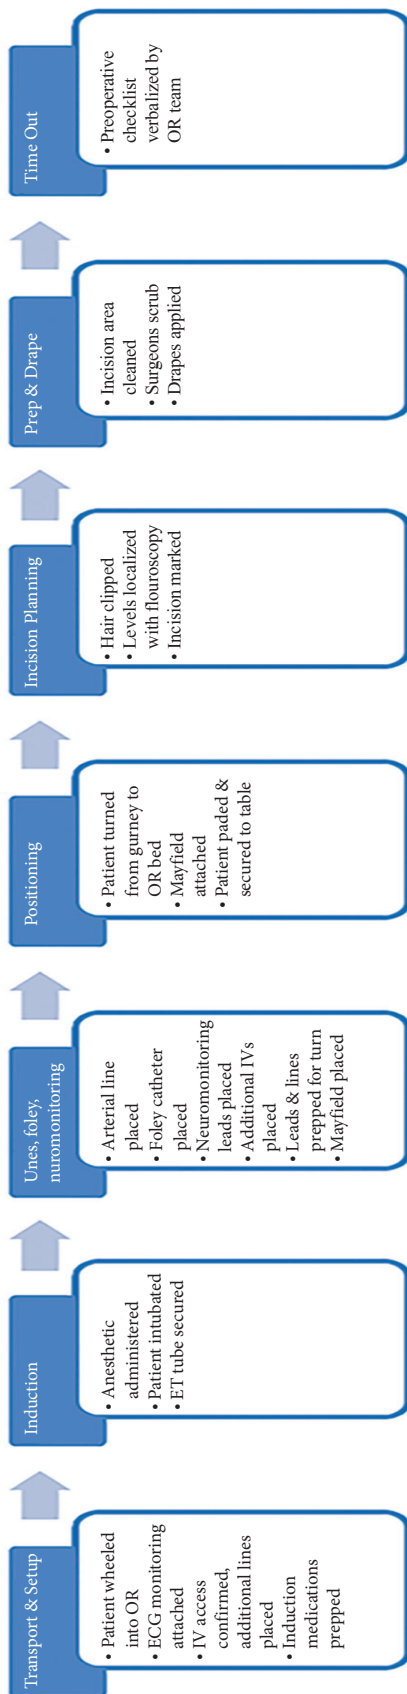 Transport & Setup
• Patient wheeled
into OR
• ECG monitoring
attached
• IV access
confirmed,
additional lines
placed
• Induction
medications
prepped
Induction
• Anesthetic
administered
• Patient intubated
• ET tube secured
Unes, foley,
nuromonitoring
• Arterial line
placed
• Foley catheter
placed
• Neuromonitoring
leads placed
• Additional IVs
placed
• Leads & lines
prepped for turn
• Mayfield placed
Positioning
• Patient turned
from gurney to
OR bed
• Mayfield
attached
• Patient paded &
secured to table
Incision Planning
• Hair clipped
• Levels localized
with flouroscopy
• Incision marked
Prep & Drape
• Incision area
cleaned
• Surgeons scrub
• Drapes applied
Time Out
• Preoperative
checklist
verbalized by
OR team